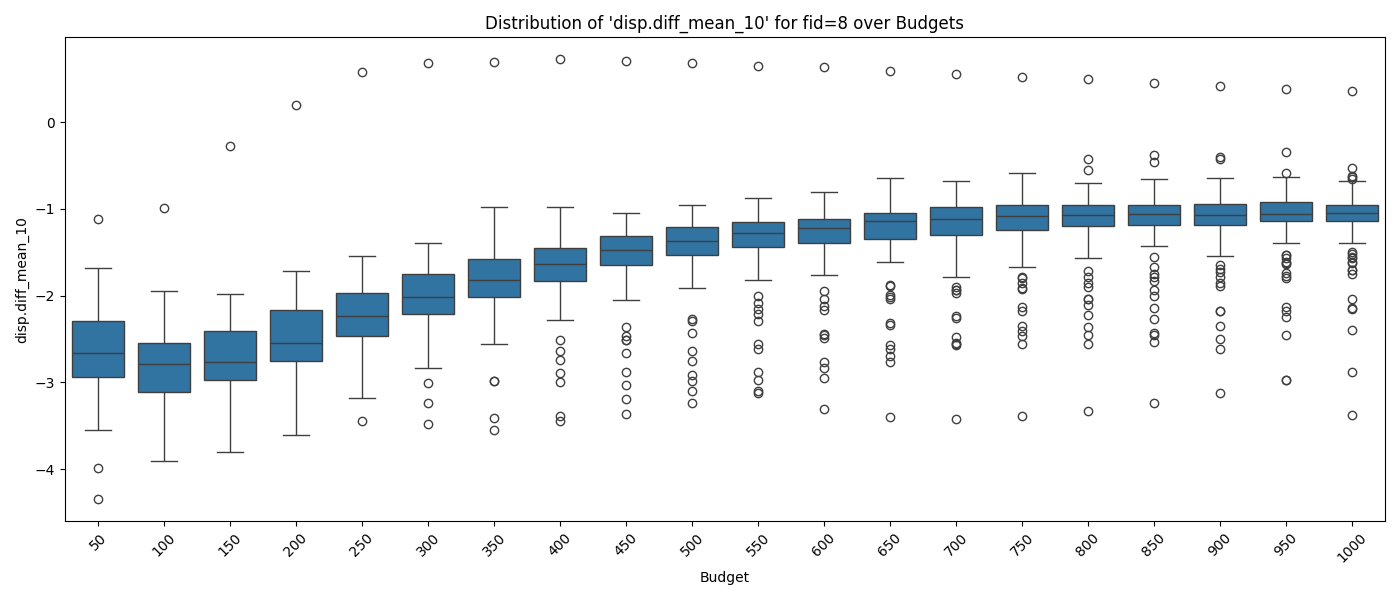 Distribution of 'disp.diff_mean_10' for fid=8 over Budgets
disp.diff_mean_10
0
−1
−2
−3
−4
50 100 150 200 250 300 350 400 450 500 550 600 650 700 750 800 850 900 950 1000
Budget